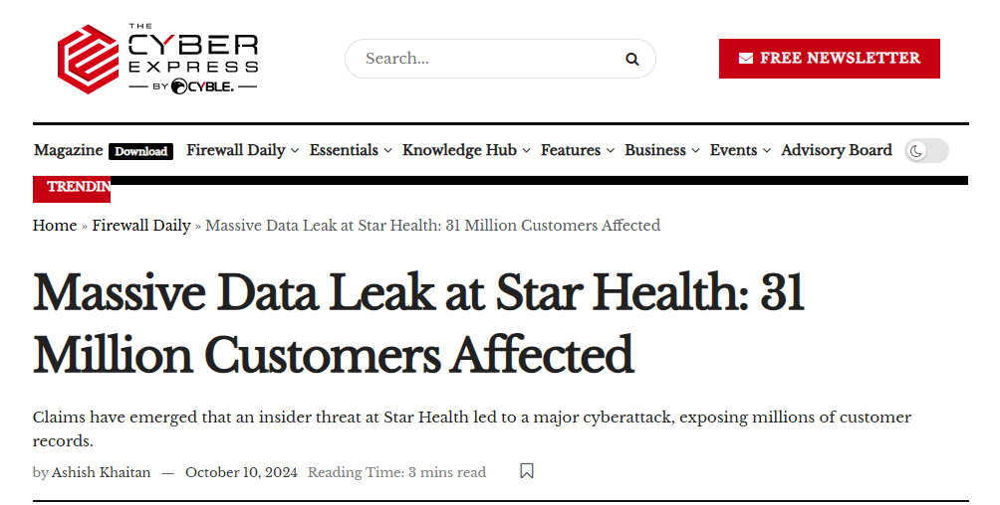 THE
CYBER
EXPRESS
BY CYBLE.
Search...
FREE NEWSLETTER
Magazine Download Firewall Daily Essentials Knowledge Hub Features Business Events Advisory Board
TRENDIN
Home » Firewall Daily » Massive Data Leak at Star Health: 31 Million Customers Affected
Massive Data Leak at Star Health: 31
Million Customers Affected
Claims have emerged that an insider threat at Star Health led to a major cyberattack, exposing millions of customer
records.
by Ashish Khaitan — October 10, 2024 Reading Time: 3 mins read